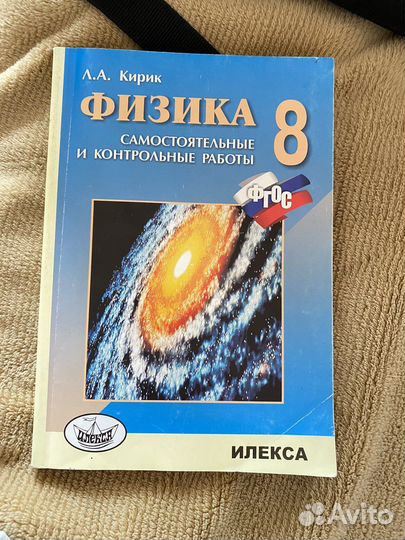 Л.А. Кирик
ФИЗИКА
САМОСТОЯТЕЛЬНЫЕ
И КОНТРОЛЬНЫЕ РАБОТЫ
8
ФГОС
ИЛЕКСА
ИЛЕКСА
Avito